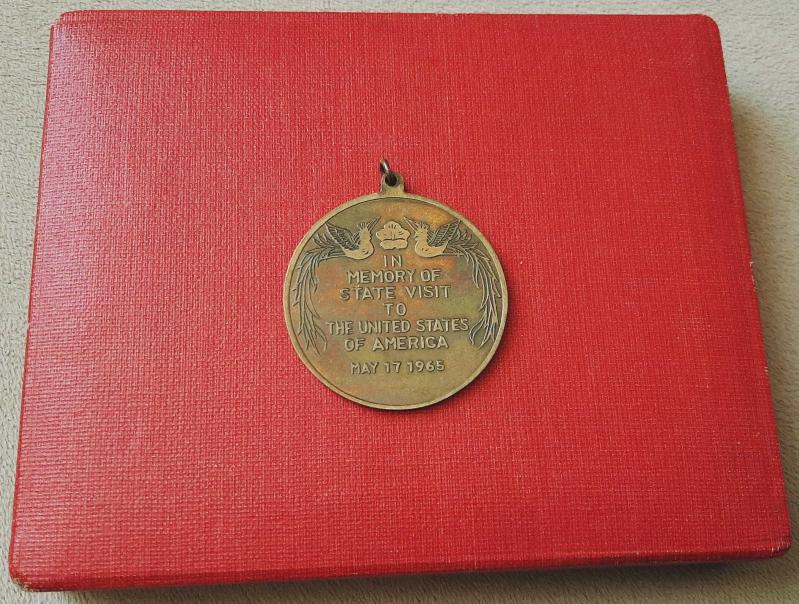 IN
MEMORY OF
STATE VISIT
TO
THE UNITED STATES
OF AMERICA
MAY 17 1965